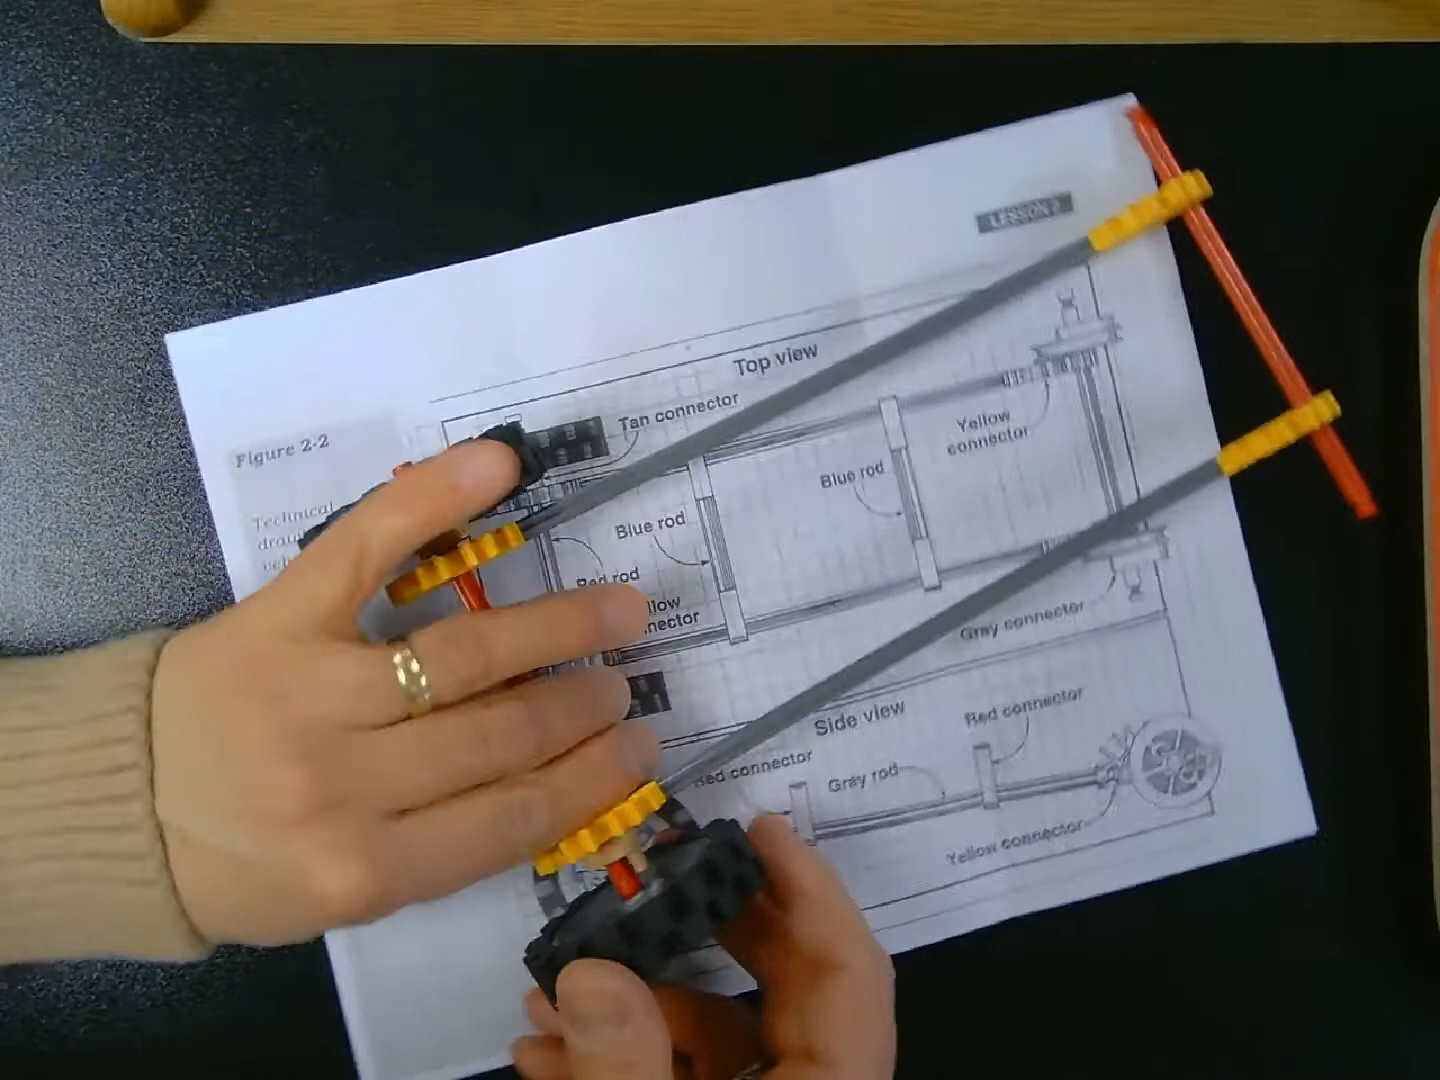 LESSON 2
Top view
Figure 2-2
Tan connector
Yellow
connector
Blue rod
Blue rod
Technical
Red rod
Gray connector
Side view
Red connector
Red connector
Gray rod
Yellow connector